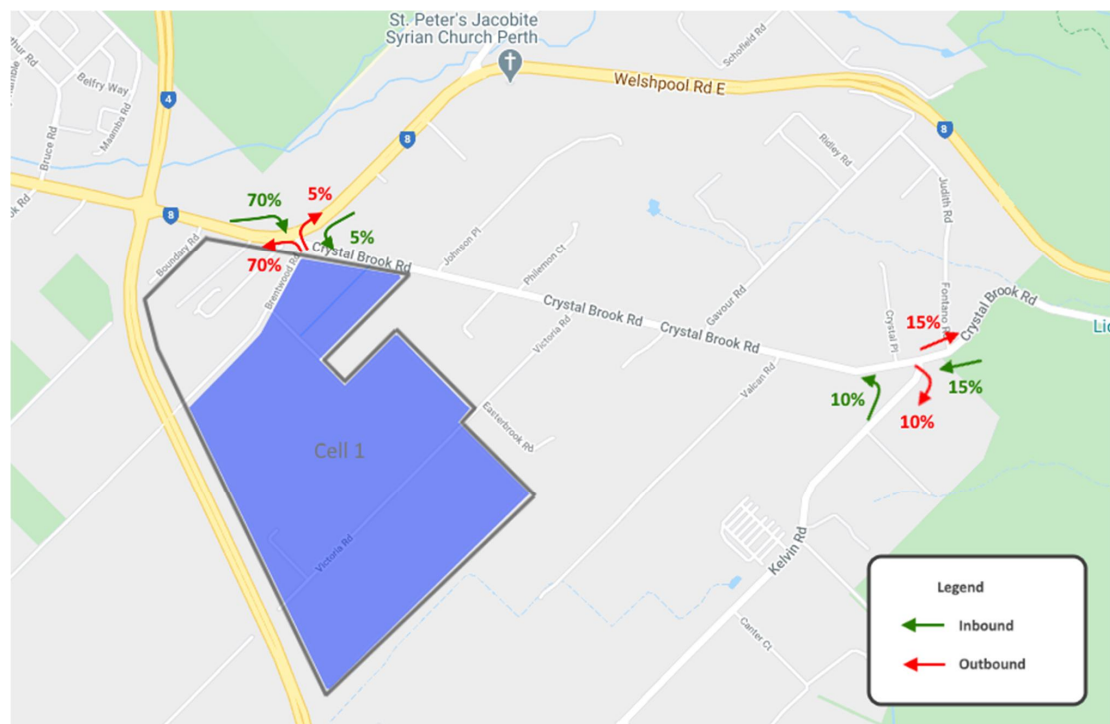 St. Peter's Jacobite
Syrian Church Perth
Schofield Rd
Belfry Way
Maamba Rd
Bruce Rd
4
8
Welshpool Rd E
8
8
Ridley Rd
Judith Rd
70%
5%
5%
70%
Boundary Rd
Brentwood Rd
Crystal Brook Rd
Johnson Pl
Philemon Ct
Crystal Brook Rd
Crystal Brook Rd
Gavour Rd
Victoria Rd
Valcan Rd
Crystal Pl
Crystal Brook Rd
15%
15%
10%
10%
Easterbrook Rd
Cell 1
Victoria Rd
Kelvin Rd
Canter Ct
Legend
Inbound
Outbound